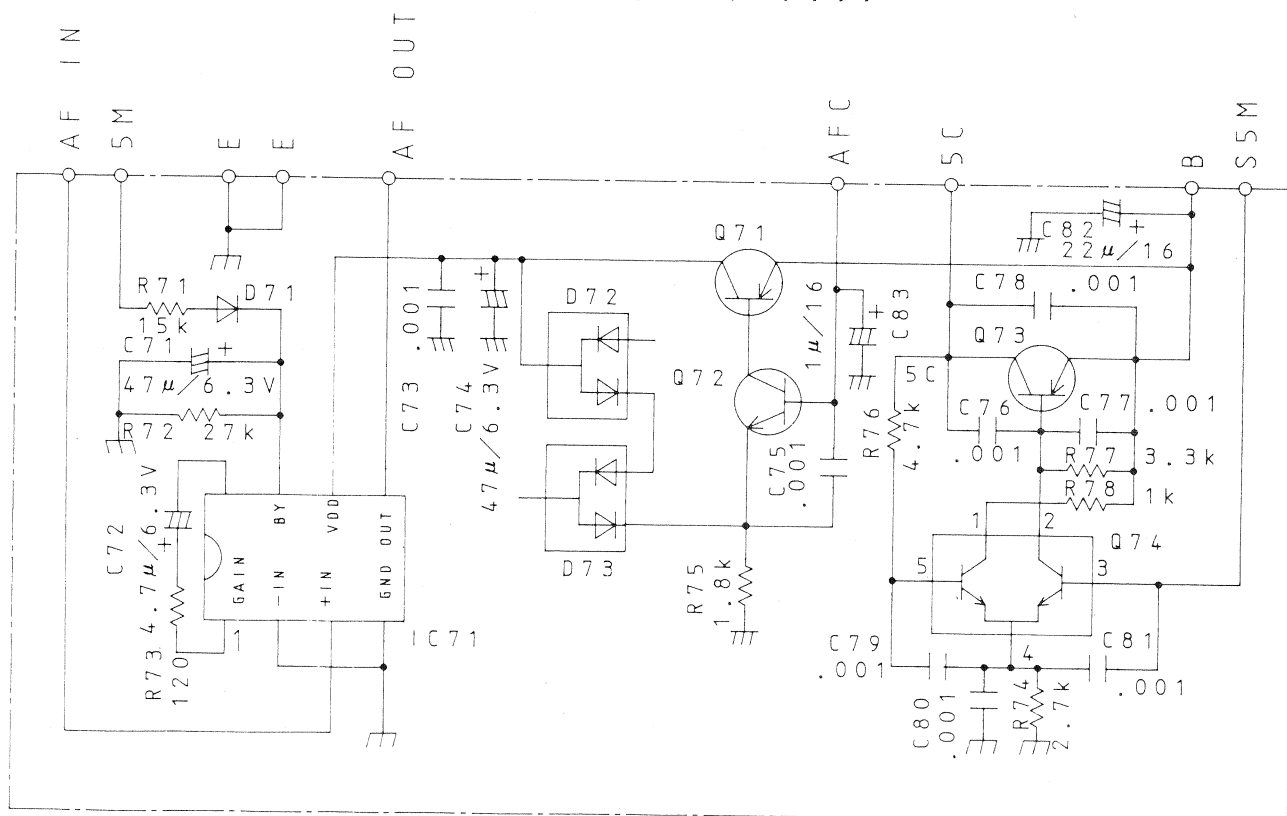 AF IN
5M
E
E
AF OUT
AFC
5C
B
S5M
R71
15k
D71
C71
+
47μ/6.3V
R72
27k
C72
4.7μ/6.3V
+
R73
120
GAIN
BY
-IN
VDD
+IN
OUT
GND
1
IC71
C73
.001
C74
47μ/6.3V
+
D72
D73
Q71
Q72
1μ/16
+
C83
C75
.001
R75
1.8k
C82
+
22μ/16
C78
.001
Q73
5C
R76
4.7k
C76
.001
C77
.001
R77
3.3k
R78
1k
1
2
Q74
5
3
4
C79
.001
C81
.001
C80
.001
R74
2.7k